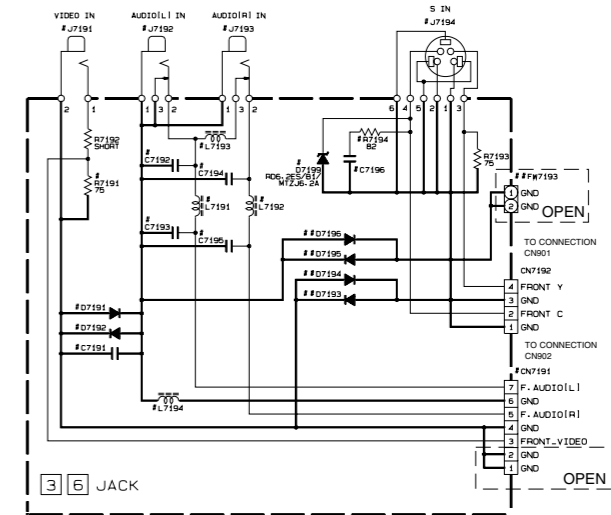 VIDEO IN
#J7191
AUDIO(L) IN
#J7192
AUDIO(R) IN
#J7193
S IN
#J7194
2 1
1 3 2
1 3 2
6 4 5 2 1 3
R7192
SHORT
#
R7191
75
#
C7192
#
C7194
#L7193
#
L7191
#
L7192
#
C7193
#
C7195
#
D7199
RD6.2ES/B1/
MTZJ6.2A
#R7194
82
C7196
R7193
75
##FW7193
1 GND
2 GND
OPEN
TO CONNECTION
CN901
CN7192
4 FRONT Y
3 GND
2 FRONT C
1 GND
##D7196
##D7195
##D7194
##D7193
#D7191
#D7192
#C7191
#L7194
TO CONNECTION
CN902
#CN7191
7 F.AUDIO(L)
6 GND
5 F.AUDIO(R)
4 GND
3 FRONT_VIDEO
2 GND
1 GND
OPEN
3 6 JACK